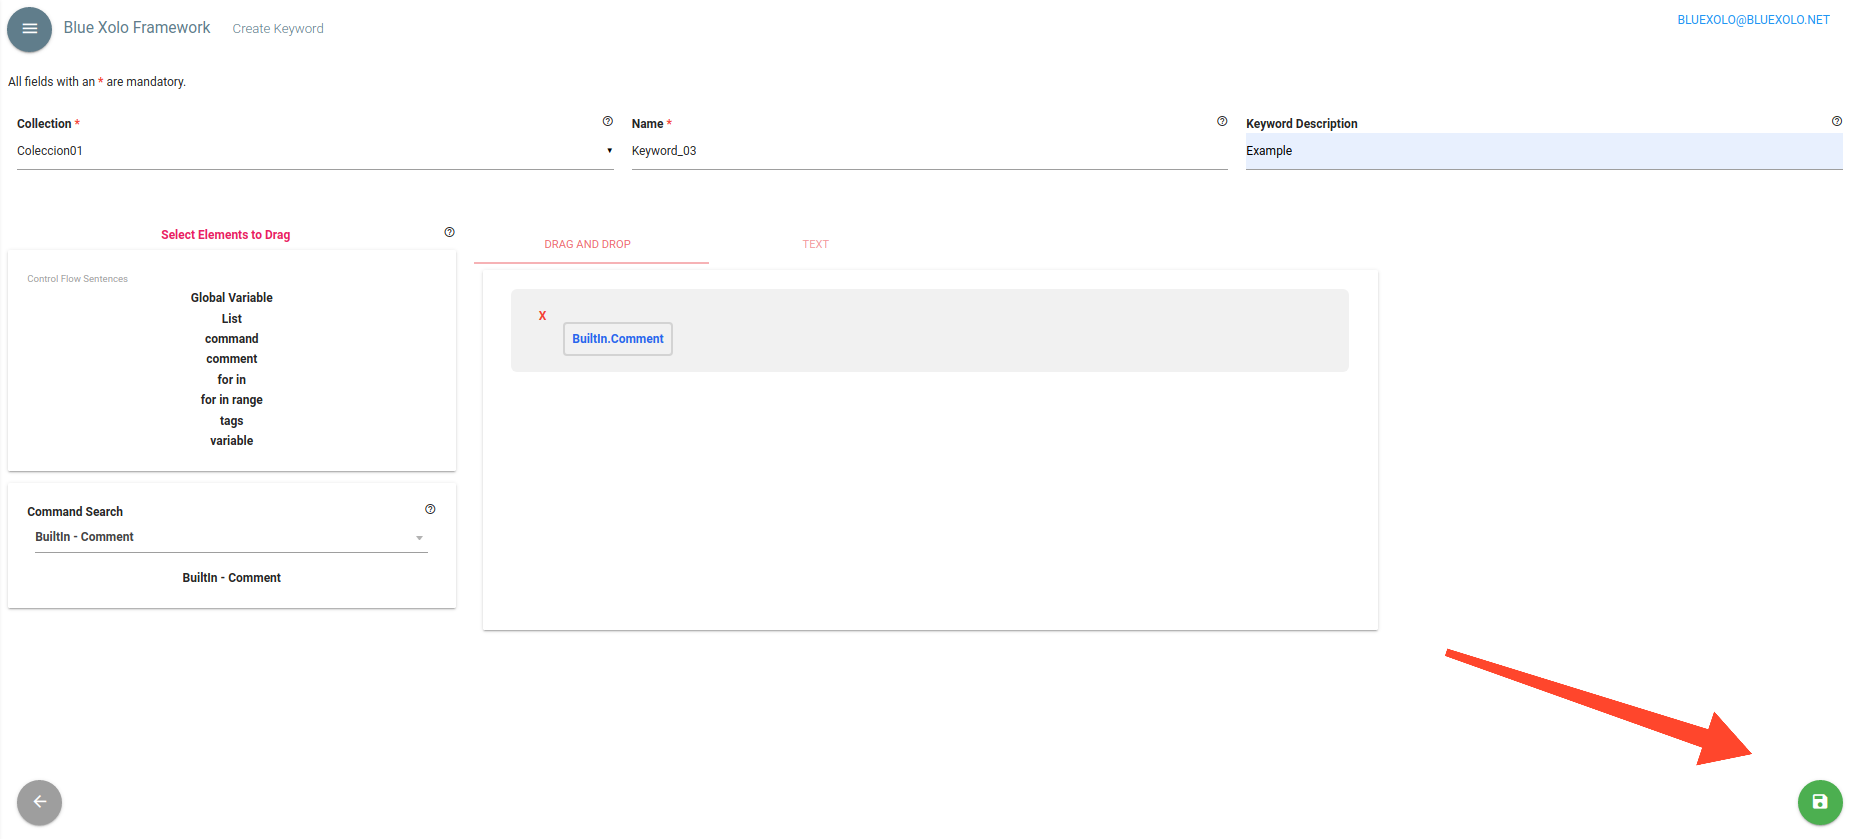 Blue Xolo Framework
Create Keyword
BLUEXOLO@BLUEXOLO.NET
All fields with an * are mandatory.
Collection *
Name *
Keyword Description
Coleccion01
Keyword_03
Example
Select Elements to Drag
DRAG AND DROP
TEXT
Control Flow Sentences
Global Variable
List
command
comment
for in
for in range
tags
variable
X
BuiltIn.Comment
Command Search
BuiltIn - Comment
BuiltIn - Comment